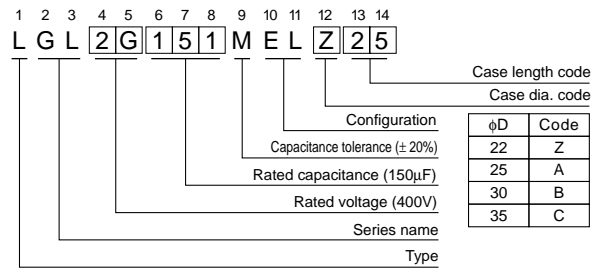 1 2 3 4 5 6 7 8 9 10 11 12 13 14
L G L 2 G 1 5 1 M E L Z 2 5
Case length code
Case dia. code
Configuration
Capacitance tolerance (± 20%)
Rated capacitance (150µF)
Rated voltage (400V)
Series name
Type
ϕD Code
22 Z
25 A
30 B
35 C